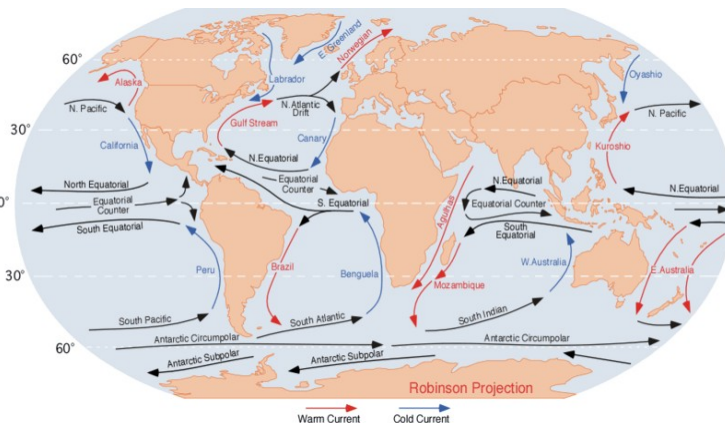 60°
30°
0°
30°
60°
Alaska
N. Pacific
California
North Equatorial
Equatorial
Counter
South Equatorial
Peru
South Pacific
Labrador
E. Greenland
Norwegian
N. Atlantic
Drift
Gulf Stream
Canary
N.Equatorial
Equatorial
Counter
S. Equatorial
Brazil
Benguela
South Atlantic
Antarctic Circumpolar
Antarctic Subpolar
Antarctic Subpolar
Agulhas
Mozambique
N.Equatorial
Equatorial Counter
South
Equatorial
W.Australia
South Indian
Antarctic Circumpolar
Oyashio
N. Pacific
Kuroshio
N.Equatorial
E.Australia
Robinson Projection
Warm Current
Cold Current